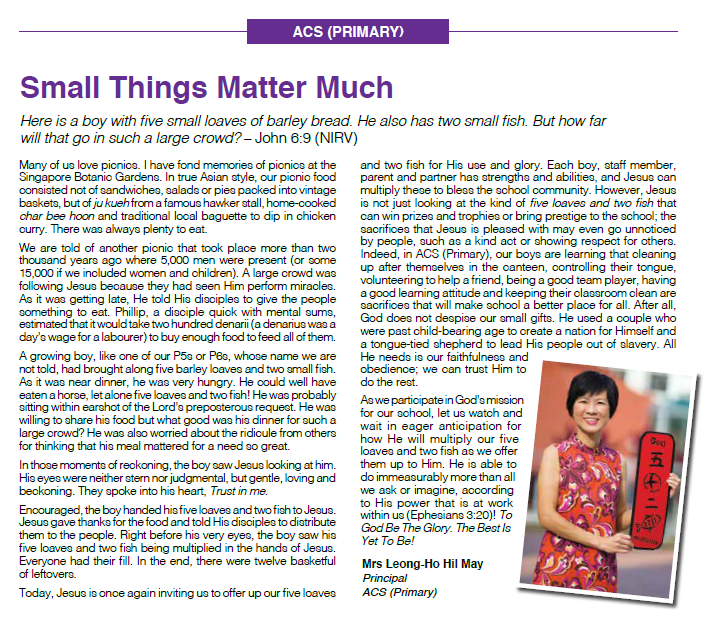 ACS (PRIMARY)
Small Things Matter Much
Here is a boy with five small loaves of barley bread. He also has two small fish. But how far
will that go in such a large crowd? – John 6:9 (NIRV)
Many of us love picnics. I have fond memories of picnics at the
Singapore Botanic Gardens. In true Asian style, our picnic food
consisted not of sandwiches, salads or pies packed into vintage
baskets, but of ju kueh from a famous hawker stall, home-cooked
char bee hoon and traditional local baguette to dip in chicken
curry. There was always plenty to eat.
We are told of another picnic that took place more than two
thousand years ago where 5,000 men were present (or some
15,000 if we included women and children). A large crowd was
following Jesus because they had seen Him perform miracles.
As it was getting late, He told His disciples to give the people
something to eat. Phillip, a disciple quick with mental sums,
estimated that it would take two hundred denarii (a denarius was a
day's wage for a labourer) to buy enough food to feed all of them.
A growing boy, like one of our P5s or P6s, whose name we are
not told, had brought along five barley loaves and two small fish.
As it was near dinner, he was very hungry. He could well have
eaten a horse, let alone five loaves and two fish! He was probably
sitting within earshot of the Lord's preposterous request. He was
willing to share his food but what good was his dinner for such a
large crowd? He was also worried about the ridicule from others
for thinking that his meal mattered for a need so great.
In those moments of reckoning, the boy saw Jesus looking at him.
His eyes were neither stern nor judgmental, but gentle, loving and
beckoning. They spoke into his heart, Trust in me.
Encouraged, the boy handed his five loaves and two fish to Jesus.
Jesus gave thanks for the food and told His disciples to distribute
them to the people. Right before his very eyes, the boy saw his
five loaves and two fish being multiplied in the hands of Jesus.
Everyone had their fill. In the end, there were twelve basketful
of leftovers.
Today, Jesus is once again inviting us to offer up our five loaves
and two fish for His use and glory. Each boy, staff member,
parent and partner has strengths and abilities, and Jesus can
multiply these to bless the school community. However, Jesus
is not just looking at the kind of five loaves and two fish that
can win prizes and trophies or bring prestige to the school; the
sacrifices that Jesus is pleased with may even go unnoticed
by people, such as a kind act or showing respect for others.
Indeed, in ACS (Primary), our boys are learning that cleaning
up after themselves in the canteen, controlling their tongue,
volunteering to help a friend, being a good team player, having
a good learning attitude and keeping their classroom clean are
sacrifices that will make school a better place for all. After all,
God does not despise our small gifts. He used a couple who
were past child-bearing age to create a nation for Himself and
a tongue-tied shepherd to lead His people out of slavery. All
He needs is our faithfulness and
obedience; we can trust Him to
do the rest.
As we participate in God's mission
for our school, let us watch and
wait in eager anticipation for
how He will multiply our five
loaves and two fish as we offer
them up to Him. He is able to
do immeasurably more than all
we ask or imagine, according
to His power that is at work
within us (Ephesians 3:20)! To
God Be The Glory. The Best Is
Yet To Be!
Mrs Leong-Ho Hil May
Principal
ACS (Primary)
五
二